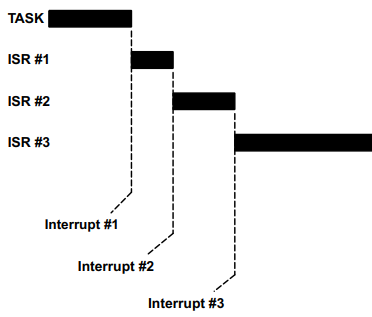 TASK
ISR #1
ISR #2
ISR #3
Interrupt #1
Interrupt #2
Interrupt #3